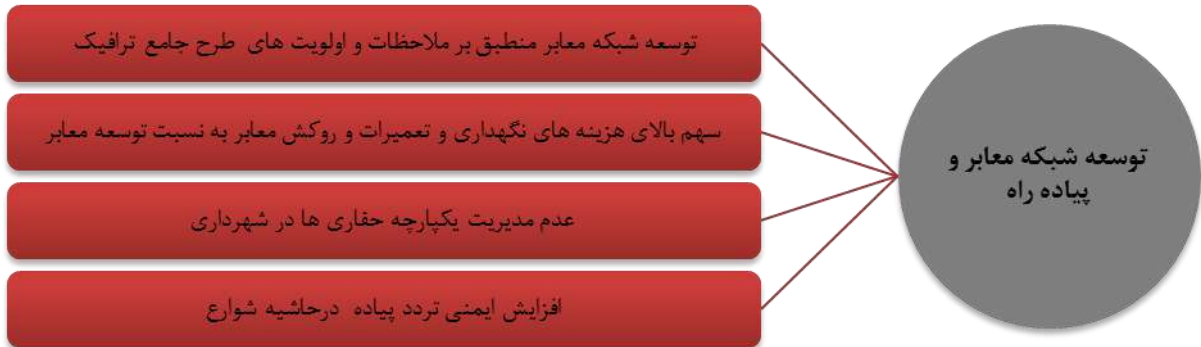 توسعه شبکه معابر و
پیاده راه
توسعه شبکه معابر منطبق بر ملاحظات و اولویت های طرح جامع ترافیک
سهم بالای هزینه های نگهداری و تعمیرات و روکش معابر به نسبت توسعه معابر
عدم مدیریت یکپارچه حفاری ها در شهرداری
افزایش ایمنی تردد پیاده درحاشیه شوارع